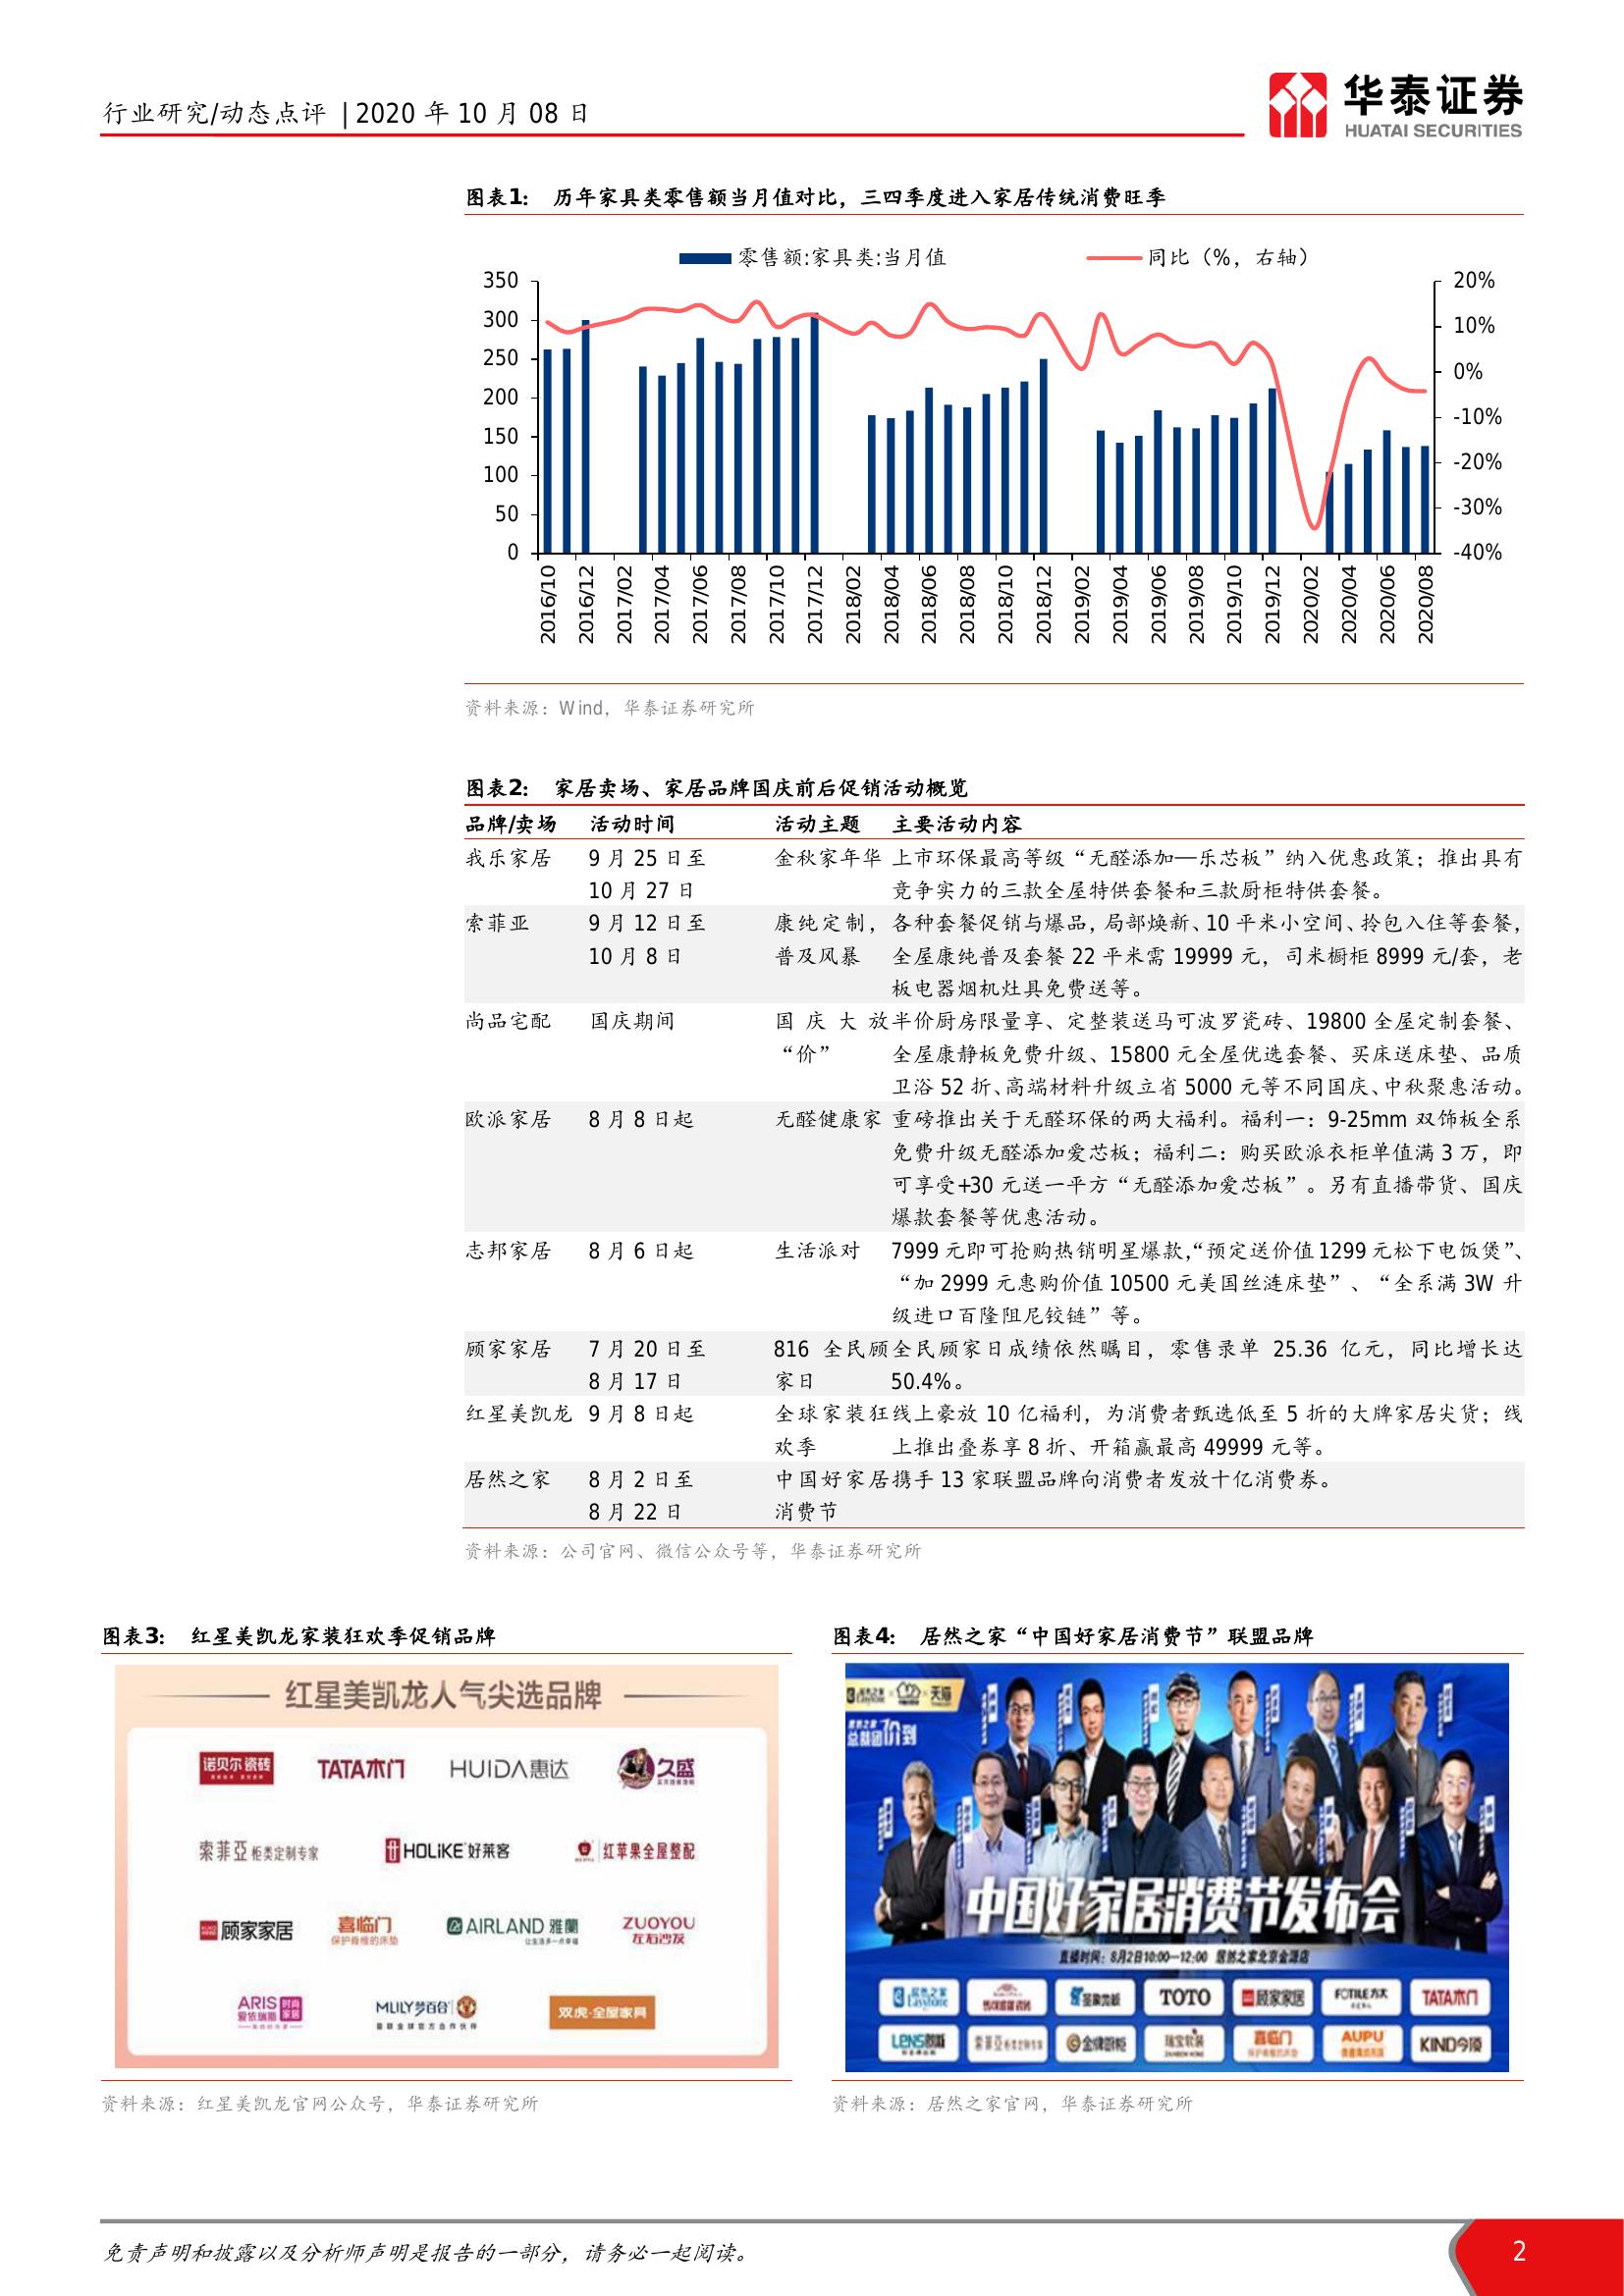 行业研究/动态点评 | 2020 年 10 月 08 日
华泰证券
HUATAI SECURITIES
图表1： 历年家具类零售额当月值对比，三四季度进入家居传统消费旺季
零售额:家具类:当月值 同比（%，右轴）
350 20%
300 10%
250 0%
200 -10%
150 -20%
100 -30%
50 -40%
0
2016/10 2016/12 2017/02 2017/04 2017/06 2017/08 2017/10 2017/12 2018/02 2018/04 2018/06 2018/08 2018/10 2018/12 2019/02 2019/04 2019/06 2019/08 2019/10 2019/12 2020/02 2020/04 2020/06 2020/08
资料来源：Wind，华泰证券研究所
图表2： 家居卖场、家居品牌国庆前后促销活动概览
品牌/卖场 活动时间 活动主题 主要活动内容
我乐家居 9 月 25 日至 金秋家年华 上市环保最高等级“无醛添加—乐芯板”纳入优惠政策；推出具有
10 月 27 日 竞争实力的三款全屋特供套餐和三款厨柜特供套餐。
索菲亚 9 月 12 日至 康纯定制， 各种套餐促销与爆品，局部焕新、10 平米小空间、拎包入住等套餐，
10 月 8 日 普及风暴 全屋康纯普及套餐 22 平米需 19999 元，司米橱柜 8999 元/套，老
板电器烟机灶具免费送等。
尚品宅配 国庆期间 国庆大放 半价厨房限量享、定整装送马可波罗瓷砖、19800 全屋定制套餐、
“价” 全屋康静板免费升级、15800 元全屋优选套餐、买床送床垫、品质
卫浴 52 折、高端材料升级立省 5000 元等不同国庆、中秋聚惠活动。
欧派家居 8 月 8 日起 无醛健康家 重磅推出关于无醛环保的两大福利。福利一：9-25mm 双饰板全系
免费升级无醛添加爱芯板；福利二：购买欧派衣柜单值满 3 万，即
可享受+30 元送一平方“无醛添加爱芯板”。另有直播带货、国庆
爆款套餐等优惠活动。
志邦家居 8 月 6 日起 生活派对 7999 元即可抢购热销明星爆款，“预定送价值 1299 元松下电饭煲”、
“加 2999 元惠购价值 10500 元美国丝涟床垫”、“全系满 3W 升
级进口百隆阻尼铰链”等。
顾家家居 7 月 20 日至 816 全民顾 全民顾家日成绩依然瞩目，零售录单 25.36 亿元，同比增长达
8 月 17 日 家日 50.4%。
红星美凯龙 9 月 8 日起 全球家装狂 线上豪放 10 亿福利，为消费者甄选低至 5 折的大牌家居尖货；线
欢季 上推出叠券享 8 折、开箱赢最高 49999 元等。
居然之家 8 月 2 日至 中国好家居 携手 13 家联盟品牌向消费者发放十亿消费券。
8 月 22 日 消费节
资料来源：公司官网、微信公众号等，华泰证券研究所
图表3： 红星美凯龙家装狂欢季促销品牌
红星美凯龙人气尖选品牌
诺贝尔瓷砖 TATA木门 HUIDA惠达 久盛
索菲亞 柜类定制专家 HOLiKE好莱客 红苹果全屋整配
顾家家居 喜临门 AIRLAND 雅蘭 ZUOYOU
保护脊椎的床垫 让生活多一点幸福 左右沙发
ARIS 时尚家居 MLILY梦百合 双虎·全屋家具
爱依瑞斯
资料来源：红星美凯龙官网公众号，华泰证券研究所
图表4： 居然之家“中国好家居消费节”联盟品牌
天猫
总裁团价到
中国好家居消费节发布会
直播时间：8月2日10:00—12:00 居然之家北京金源店
居然之家 Easyhome TOTO 顾家家居 FOTILE方太 TATA木门
索菲亞 金牌厨柜 瑞宝软装 喜临门 AUPU KIND今顶
资料来源：居然之家官网，华泰证券研究所
免责声明和披露以及分析师声明是报告的一部分，请务必一起阅读。
2